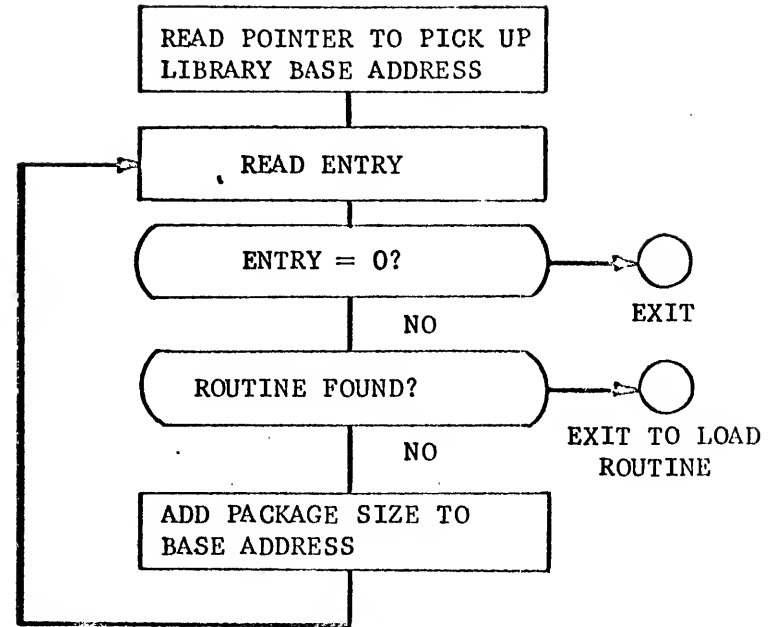 READ POINTER TO PICK UP
LIBRARY BASE ADDRESS
READ ENTRY
ENTRY = 0?
EXIT
NO
ROUTINE FOUND?
EXIT TO LOAD
ROUTINE
NO
ADD PACKAGE SIZE TO
BASE ADDRESS